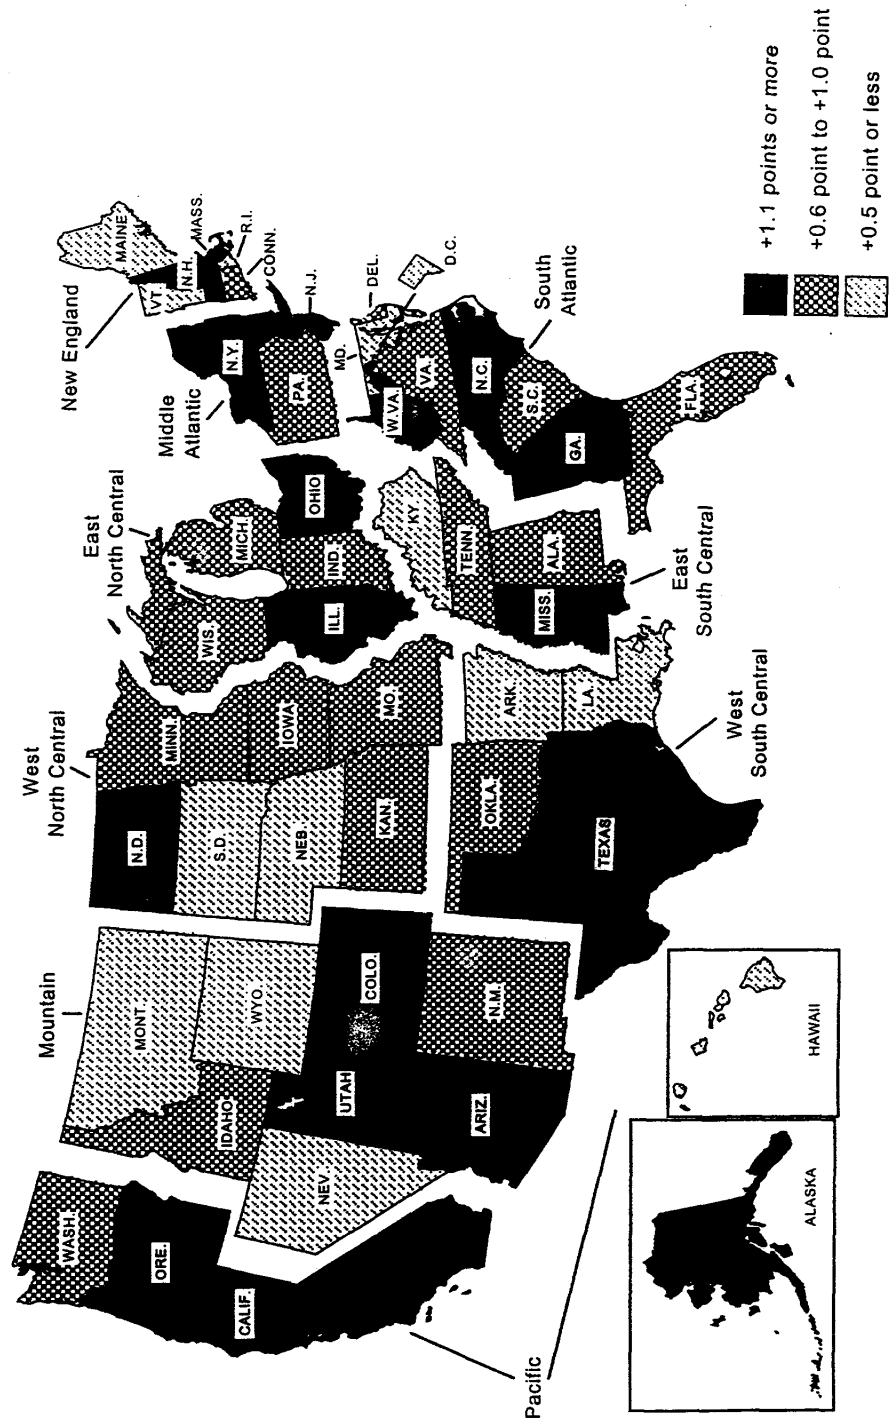 Pacific
Mountain
West
North Central
East
North Central
Middle
Atlantic
New England
WASH.
ORE.
CALIF.
NEV.
IDAHO
MONT.
WYO.
UTAH
COLO.
ARIZ.
N.M.
N.D.
S.D.
NEB.
KAN.
MINN.
IOWA
MO.
OKLA.
TEXAS
ARK.
LA.
WIS.
MICH.
ILL.
IND.
OHIO
KY.
TENN.
MISS.
ALA.
N.Y.
PA.
N.J.
MAINE
VT.
N.H.
MASS.
R.I.
CONN.
MD.
DEL.
D.C.
W.VA.
VA.
N.C.
S.C.
GA.
FLA.
ALASKA
HAWAII
West
South Central
East
South Central
South
Atlantic
+1.1 points or more
+0.6 point to +1.0 point
+0.5 point or less